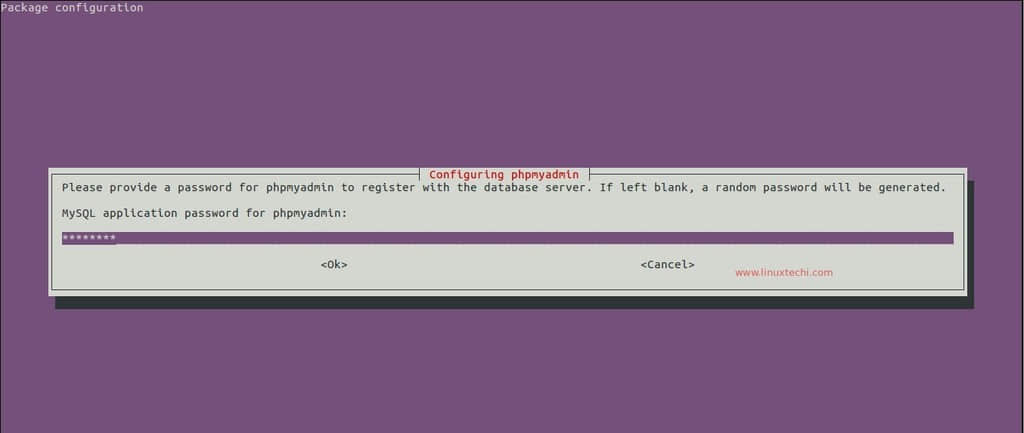 Package configuration
Configuring phpmyadmin
Please provide a password for phpmyadmin to register with the database server. If left blank, a random password will be generated.
MySQL application password for phpmyadmin:
********
<Ok> <Cancel>
www.linuxtechi.com